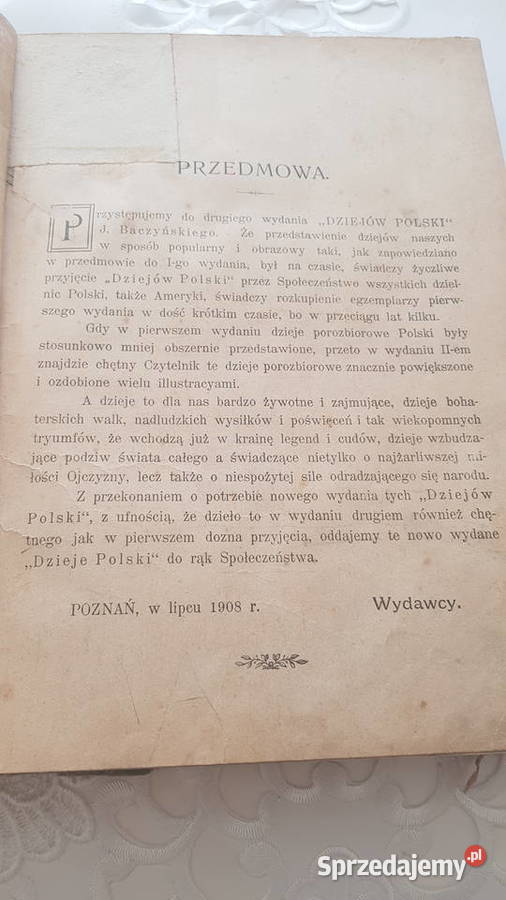 PRZEDMOWA.
Przystępujemy do drugiego wydania „DZIEJÓW POLSKI“
J. Baczyńskiego. Że przedstawienie dziejów naszych
w sposób popularny i obrazowy taki, jak zapowiedziano
w przedmowie do I-ego wydania, był na czasie, świadczy życzliwe
przyjęcie „Dziejów Polski“ przez Społeczeństwo wszystkich dziel-
nic Polski, także Ameryki, świadczy rozkupienie egzemplarzy pierw-
szego wydania w dość krótkim czasie, bo w przeciągu lat kilku.
Gdy w pierwszem wydaniu dzieje porozbiorowe Polski były
stosunkowo mniej obszernie przedstawione, przeto w wydaniu II-em
znajdzie chętny Czytelnik te dzieje porozbiorowe znacznie powiększone
i ozdobione wielu illustracyami.
A dzieje to dla nas bardzo żywotne i zajmujące, dzieje boha-
terskich walk, nadludzkich wysiłków i poświęceń i tak wiekopomnych
tryumfów, że wchodzą już w krainę legend i cudów, dzieje wzbudza-
jące podziw świata całego a świadczące nietylko o najżarliwszej mi-
łości Ojczyzny, lecz także o niespożytej sile odradzającego się narodu.
Z przekonaniem o potrzebie nowego wydania tych „Dziejów
Polski“, z ufnością, że dzieło to w wydaniu drugiem również chę-
tnego jak w pierwszem dozna przyjęcia, oddajemy te nowo wydane
„Dzieje Polski“ do rąk Społeczeństwa.
POZNAŃ, w lipcu 1908 r. Wydawcy.
Sprzedajemy.pl